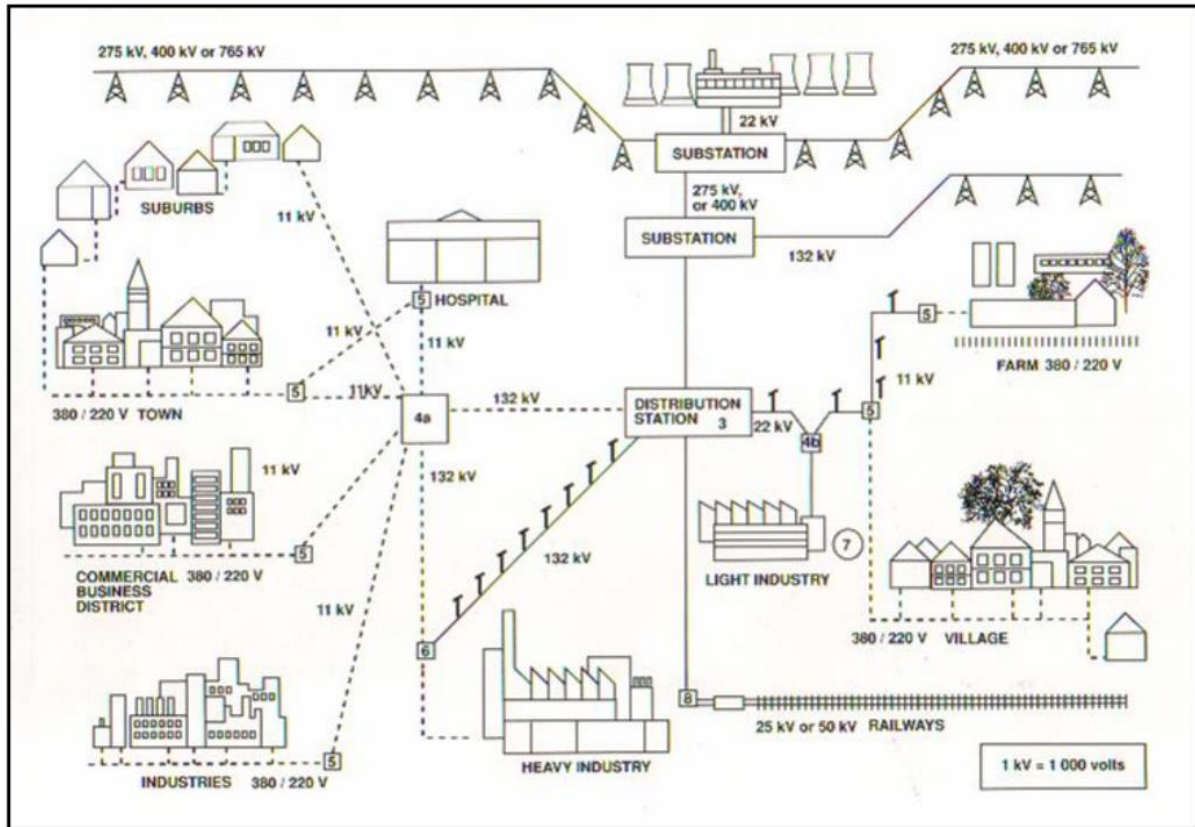 275 kV, 400 kV or 765 kV
275 kV, 400 kV or 765 kV
22 kV
SUBSTATION
275 kV,
or 400 kV
SUBSTATION
132 kV
SUBURBS
11 kV
5
HOSPITAL
11 kV
11 kV
5
11 kV
FARM 380 / 220 V
5
380 / 220 V TOWN
11kV
4a
132 kV
DISTRIBUTION
STATION 3
22 kV
4b
5
11 kV
132 kV
5
COMMERCIAL 380 / 220 V
BUSINESS
DISTRICT
132 kV
LIGHT INDUSTRY
7
11 kV
6
380 / 220 V VILLAGE
8
25 kV or 50 kV RAILWAYS
5
INDUSTRIES 380 / 220 V
HEAVY INDUSTRY
1 kV = 1 000 volts